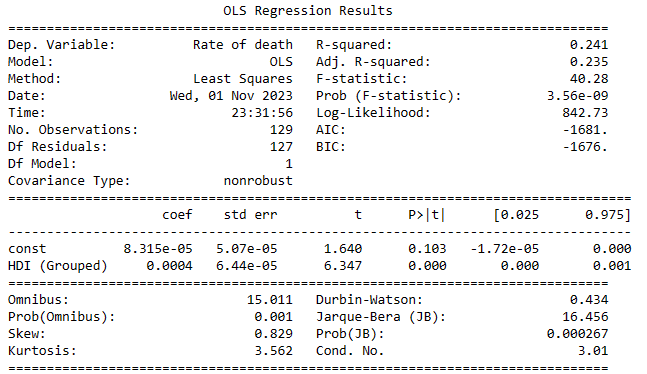 OLS Regression Results
==============================================================================
Dep. Variable: Rate of death R-squared: 0.241
Model: OLS Adj. R-squared: 0.235
Method: Least Squares F-statistic: 40.28
Date: Wed, 01 Nov 2023 Prob (F-statistic): 3.56e-09
Time: 23:31:56 Log-Likelihood: 842.73
No. Observations: 129 AIC: -1681.
Df Residuals: 127 BIC: -1676.
Df Model: 1
Covariance Type: nonrobust
=================================================================================
coef std err t P>|t| [0.025 0.975]
---------------------------------------------------------------------------------
const 8.315e-05 5.07e-05 1.640 0.103 -1.72e-05 0.000
HDI (Grouped) 0.0004 6.44e-05 6.347 0.000 0.000 0.001
==============================================================================
Omnibus: 15.011 Durbin-Watson: 0.434
Prob(Omnibus): 0.001 Jarque-Bera (JB): 16.456
Skew: 0.829 Prob(JB): 0.000267
Kurtosis: 3.562 Cond. No. 3.01
==============================================================================